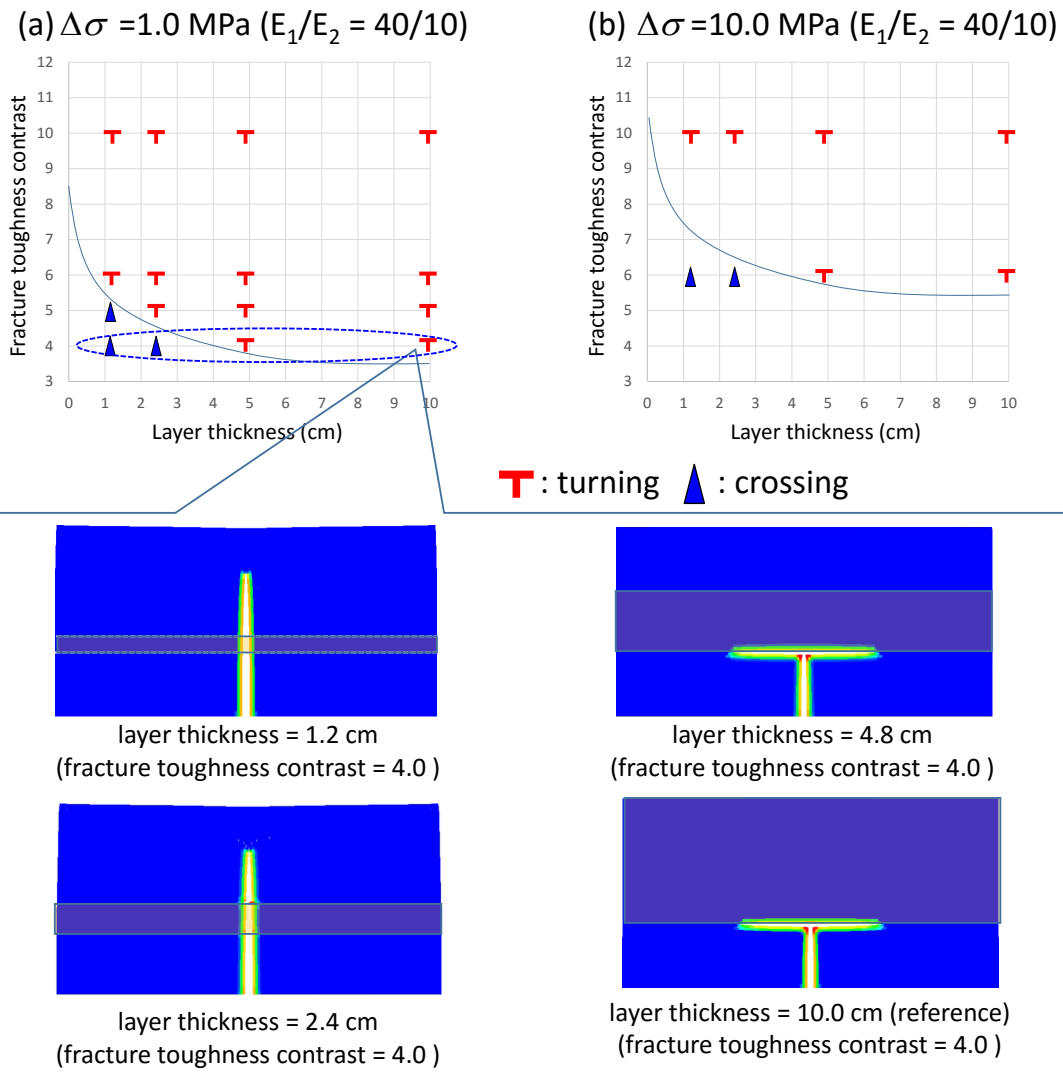 (a) Δσ =1.0 MPa (E₁/E₂ = 40/10)
12
11
10
9
8
7
6
5
4
3
Fracture toughness contrast
0 1 2 3 4 5 6 7 8 9 10
Layer thickness (cm)
(b) Δσ =10.0 MPa (E₁/E₂ = 40/10)
12
11
10
9
8
7
6
5
4
3
Fracture toughness contrast
0 1 2 3 4 5 6 7 8 9 10
Layer thickness (cm)
: turning : crossing
layer thickness = 1.2 cm
(fracture toughness contrast = 4.0 )
layer thickness = 4.8 cm
(fracture toughness contrast = 4.0 )
layer thickness = 2.4 cm
(fracture toughness contrast = 4.0 )
layer thickness = 10.0 cm (reference)
(fracture toughness contrast = 4.0 )